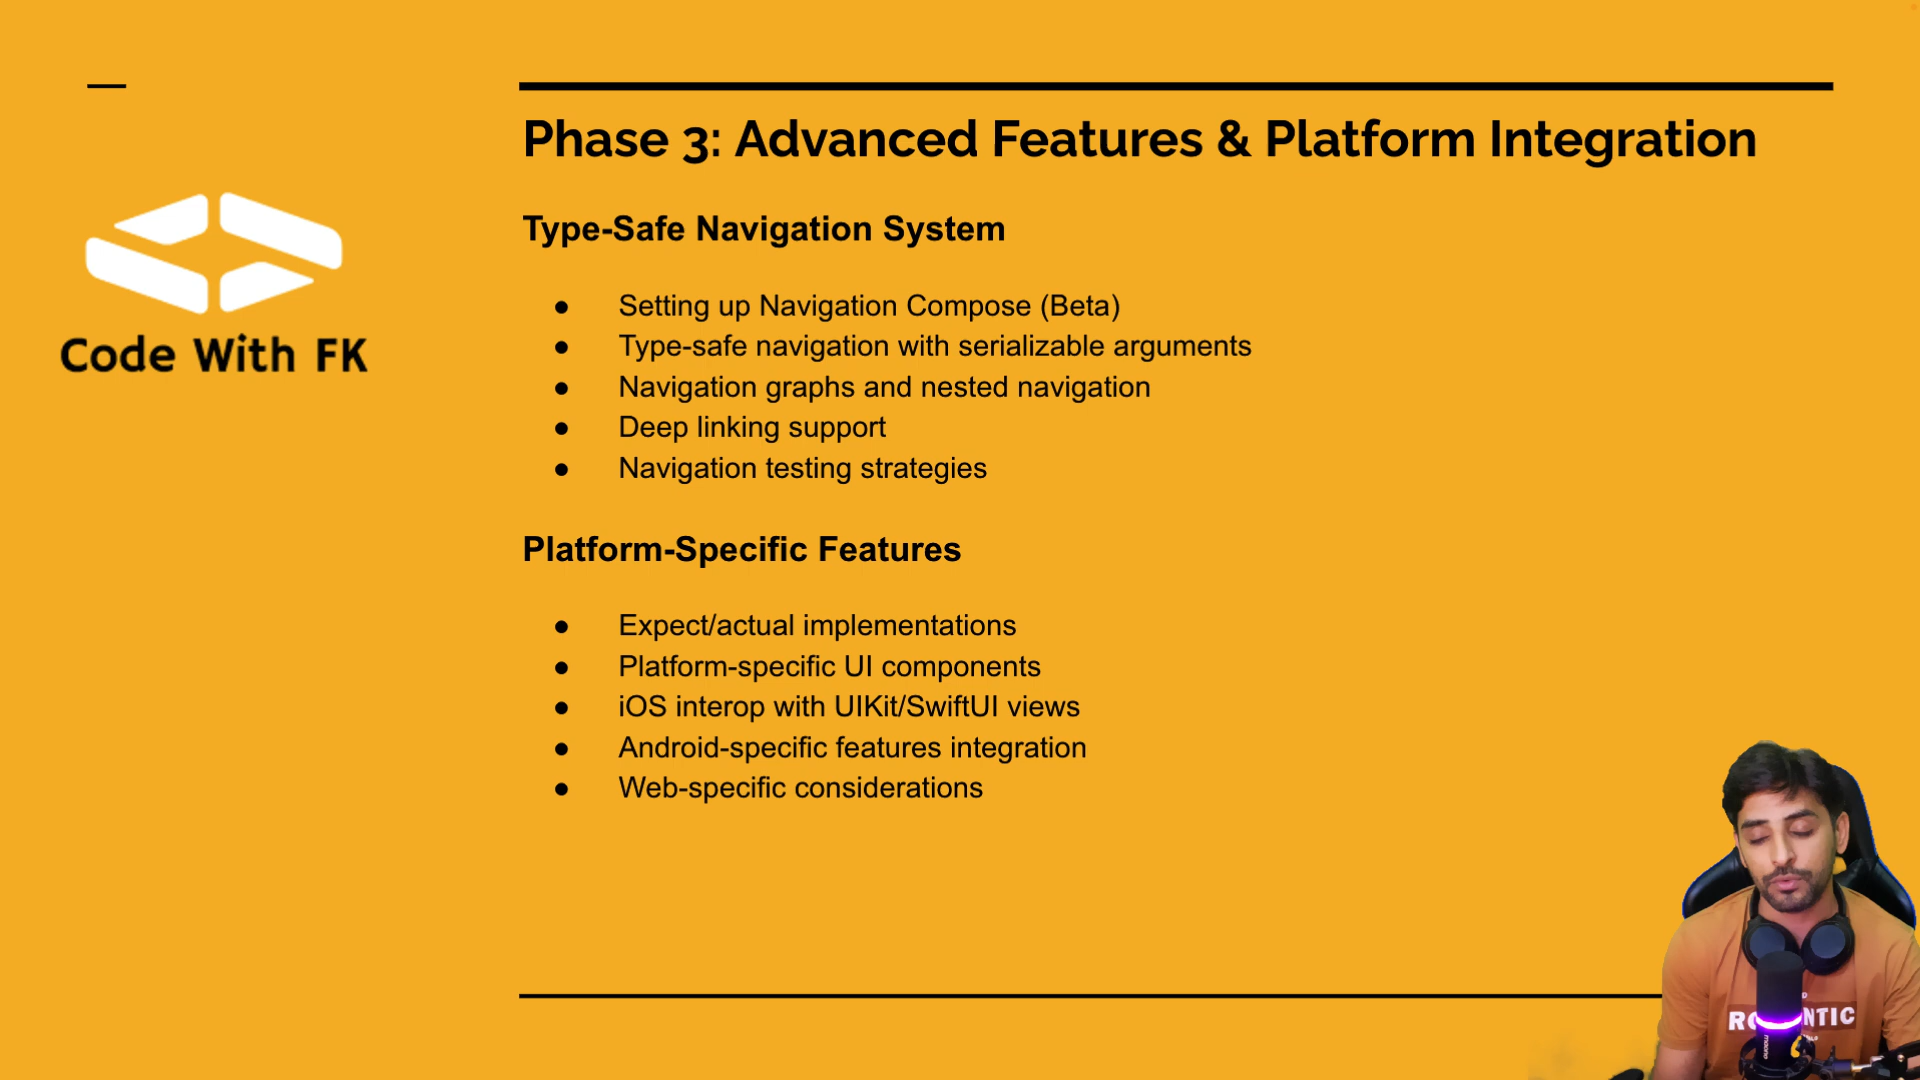 Phase 3: Advanced Features & Platform Integration
Type-Safe Navigation System
● Setting up Navigation Compose (Beta)
● Type-safe navigation with serializable arguments
● Navigation graphs and nested navigation
● Deep linking support
● Navigation testing strategies
Platform-Specific Features
● Expect/actual implementations
● Platform-specific UI components
● iOS interop with UIKit/SwiftUI views
● Android-specific features integration
● Web-specific considerations
Code With FK